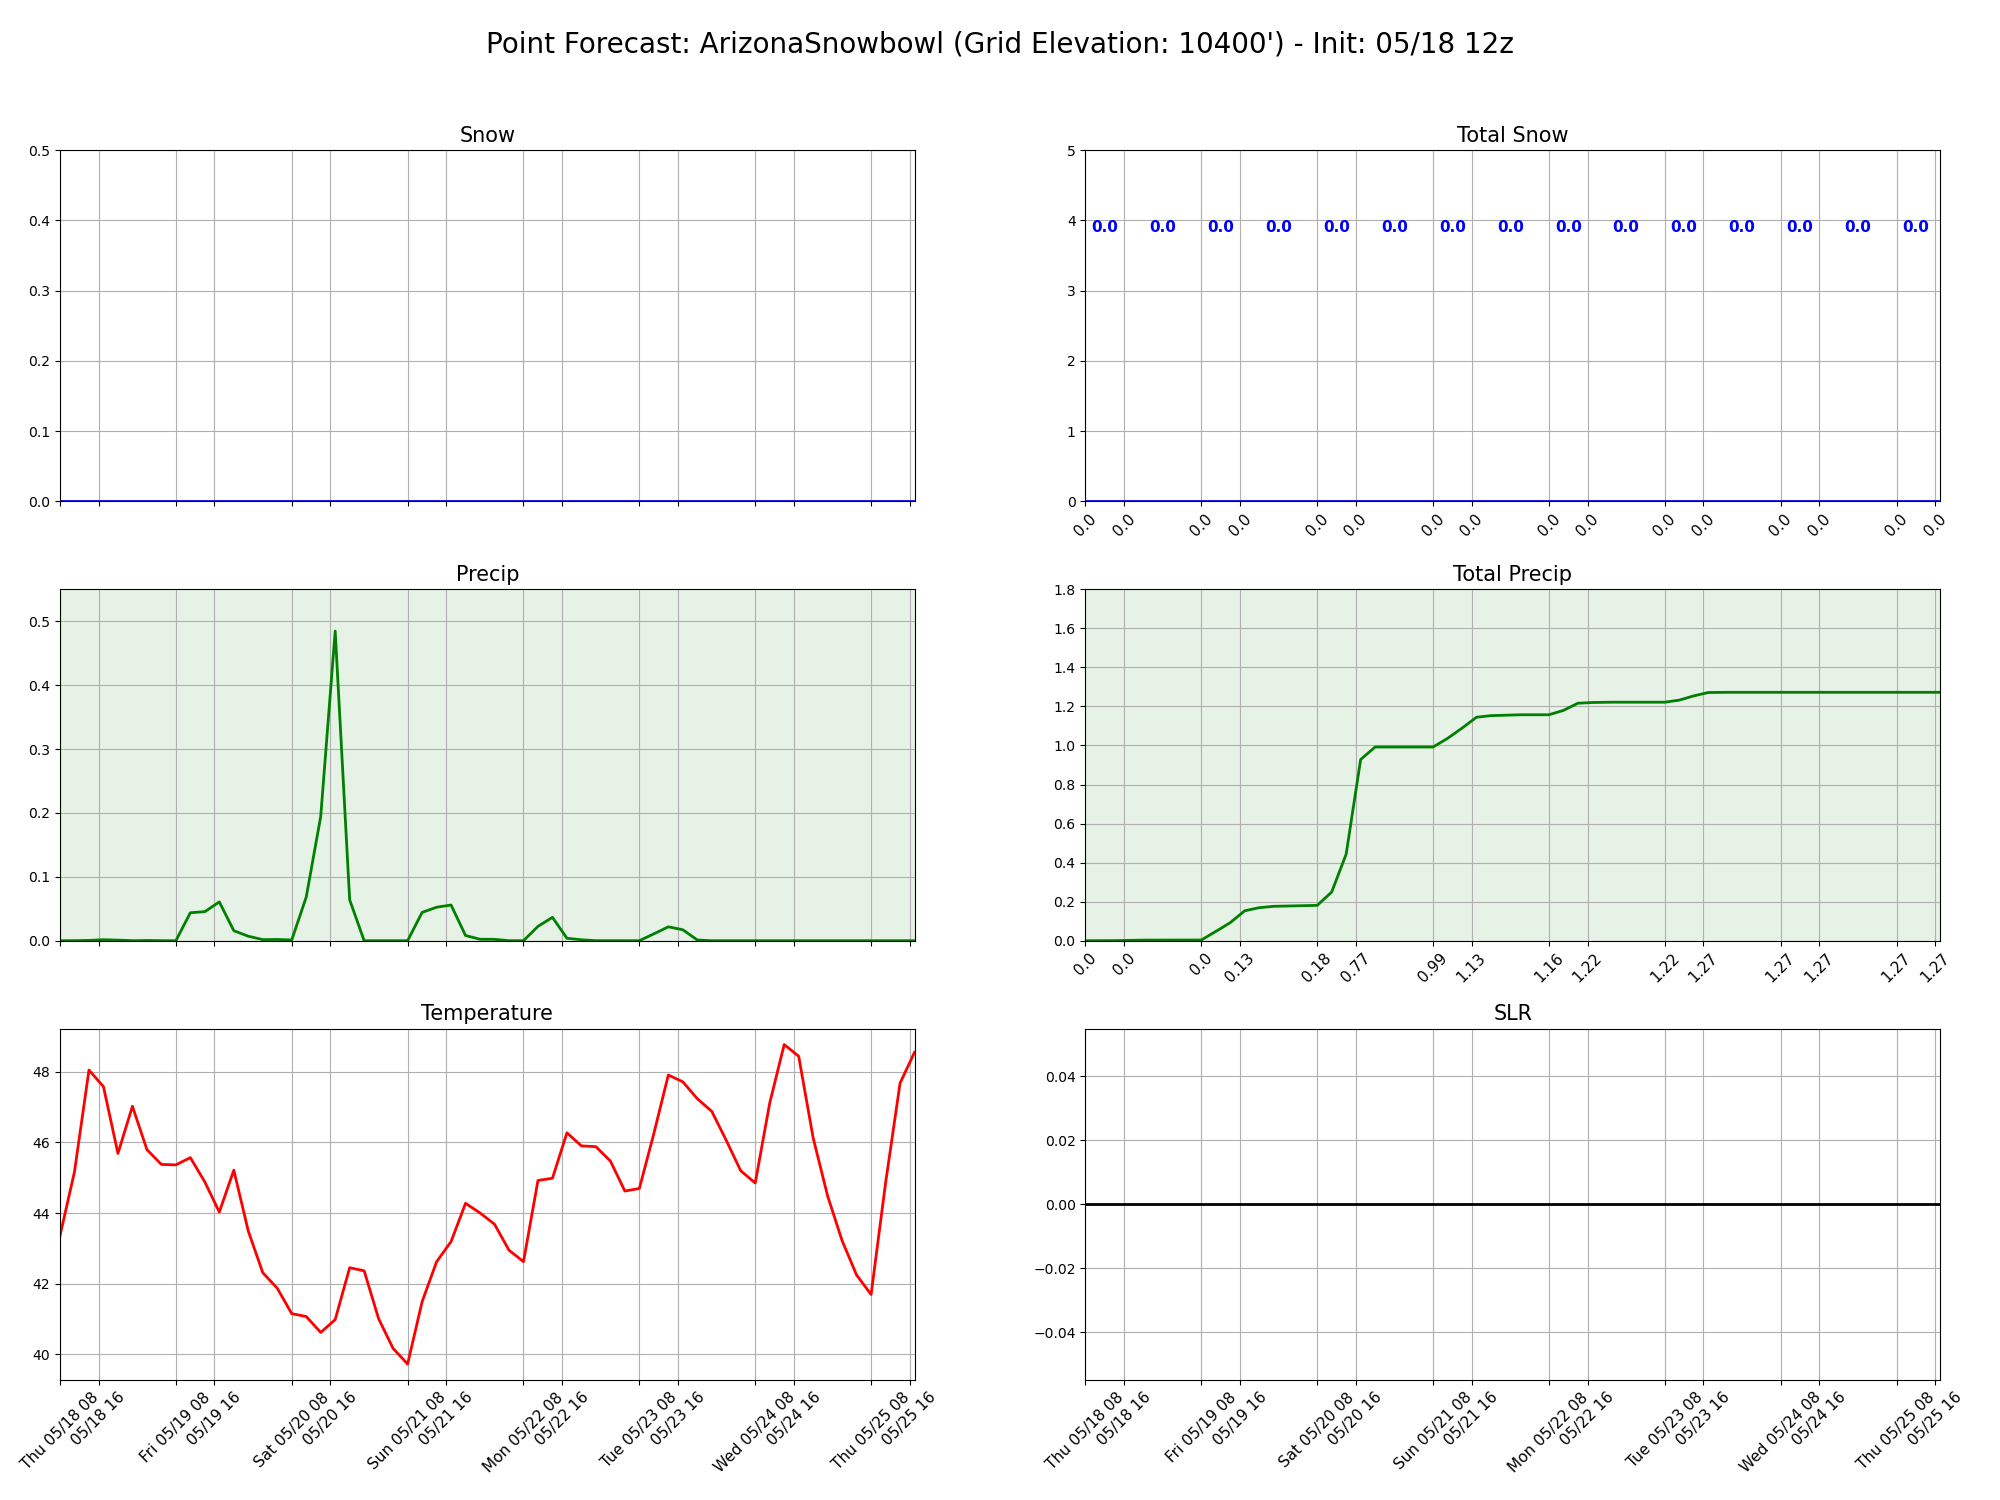 Point Forecast: ArizonaSnowbowl (Grid Elevation: 10400') - Init: 05/18 12z
Snow
0.5
0.4
0.3
0.2
0.1
0.0
Total Snow
5
4
3
2
1
0
0.0 0.0 0.0 0.0 0.0 0.0 0.0 0.0 0.0 0.0 0.0 0.0 0.0 0.0 0.0
0.0 0.0 0.0 0.0 0.0 0.0 0.0 0.0 0.0 0.0 0.0 0.0 0.0 0.0 0.0 0.0
Precip
0.5
0.4
0.3
0.2
0.1
0.0
Total Precip
1.8
1.6
1.4
1.2
1.0
0.8
0.6
0.4
0.2
0.0
0.0 0.0 0.0 0.13 0.18 0.77 0.99 1.13 1.16 1.22 1.22 1.27 1.27 1.27 1.27 1.27
Temperature
48
46
44
42
40
Thu 05/18 08
05/18 16
Fri 05/19 08
05/19 16
Sat 05/20 08
05/20 16
Sun 05/21 08
05/21 16
Mon 05/22 08
05/22 16
Tue 05/23 08
05/23 16
Wed 05/24 08
05/24 16
Thu 05/25 08
05/25 16
SLR
0.04
0.02
0.00
−0.02
−0.04
Thu 05/18 08
05/18 16
Fri 05/19 08
05/19 16
Sat 05/20 08
05/20 16
Sun 05/21 08
05/21 16
Mon 05/22 08
05/22 16
Tue 05/23 08
05/23 16
Wed 05/24 08
05/24 16
Thu 05/25 08
05/25 16